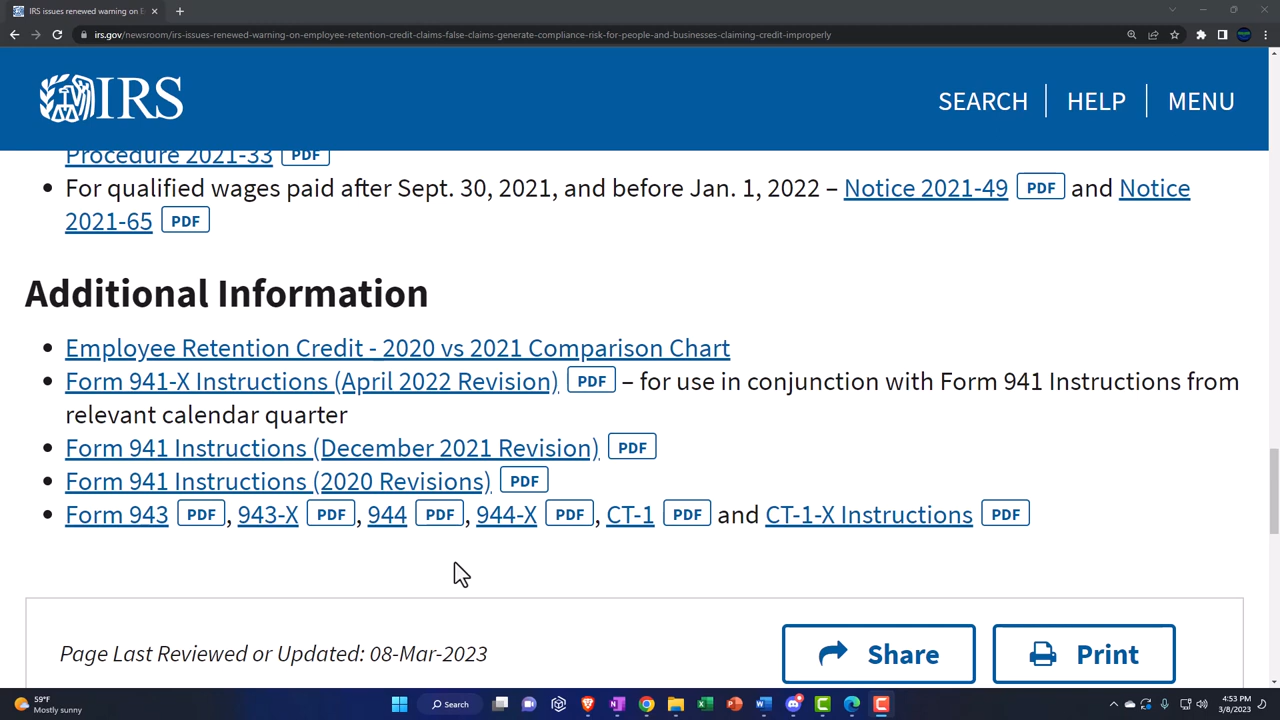 IRS issues renewed warning on E
irs.gov/newsroom/irs-issues-renewed-warning-on-employee-retention-credit-claims-false-claims-generate-compliance-risk-for-people-and-businesses-claiming-credit-improperly
IRS
SEARCH HELP MENU
Procedure 2021-33 PDF
• For qualified wages paid after Sept. 30, 2021, and before Jan. 1, 2022 – Notice 2021-49 PDF and Notice
2021-65 PDF
Additional Information
• Employee Retention Credit - 2020 vs 2021 Comparison Chart
• Form 941-X Instructions (April 2022 Revision) PDF – for use in conjunction with Form 941 Instructions from
relevant calendar quarter
• Form 941 Instructions (December 2021 Revision) PDF
• Form 941 Instructions (2020 Revisions) PDF
• Form 943 PDF, 943-X PDF, 944 PDF, 944-X PDF, CT-1 PDF and CT-1-X Instructions PDF
Page Last Reviewed or Updated: 08-Mar-2023
Share
Print
59°F
Mostly sunny
Search
4:53 PM
3/8/2023